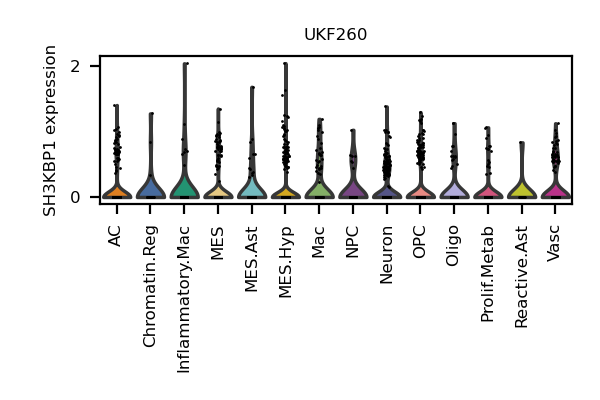 UKF260
SH3KBP1 expression
2
0
AC
Chromatin.Reg
Inflammatory.Mac
MES
MES.Ast
MES.Hyp
Mac
NPC
Neuron
OPC
Oligo
Prolif.Metab
Reactive.Ast
Vasc